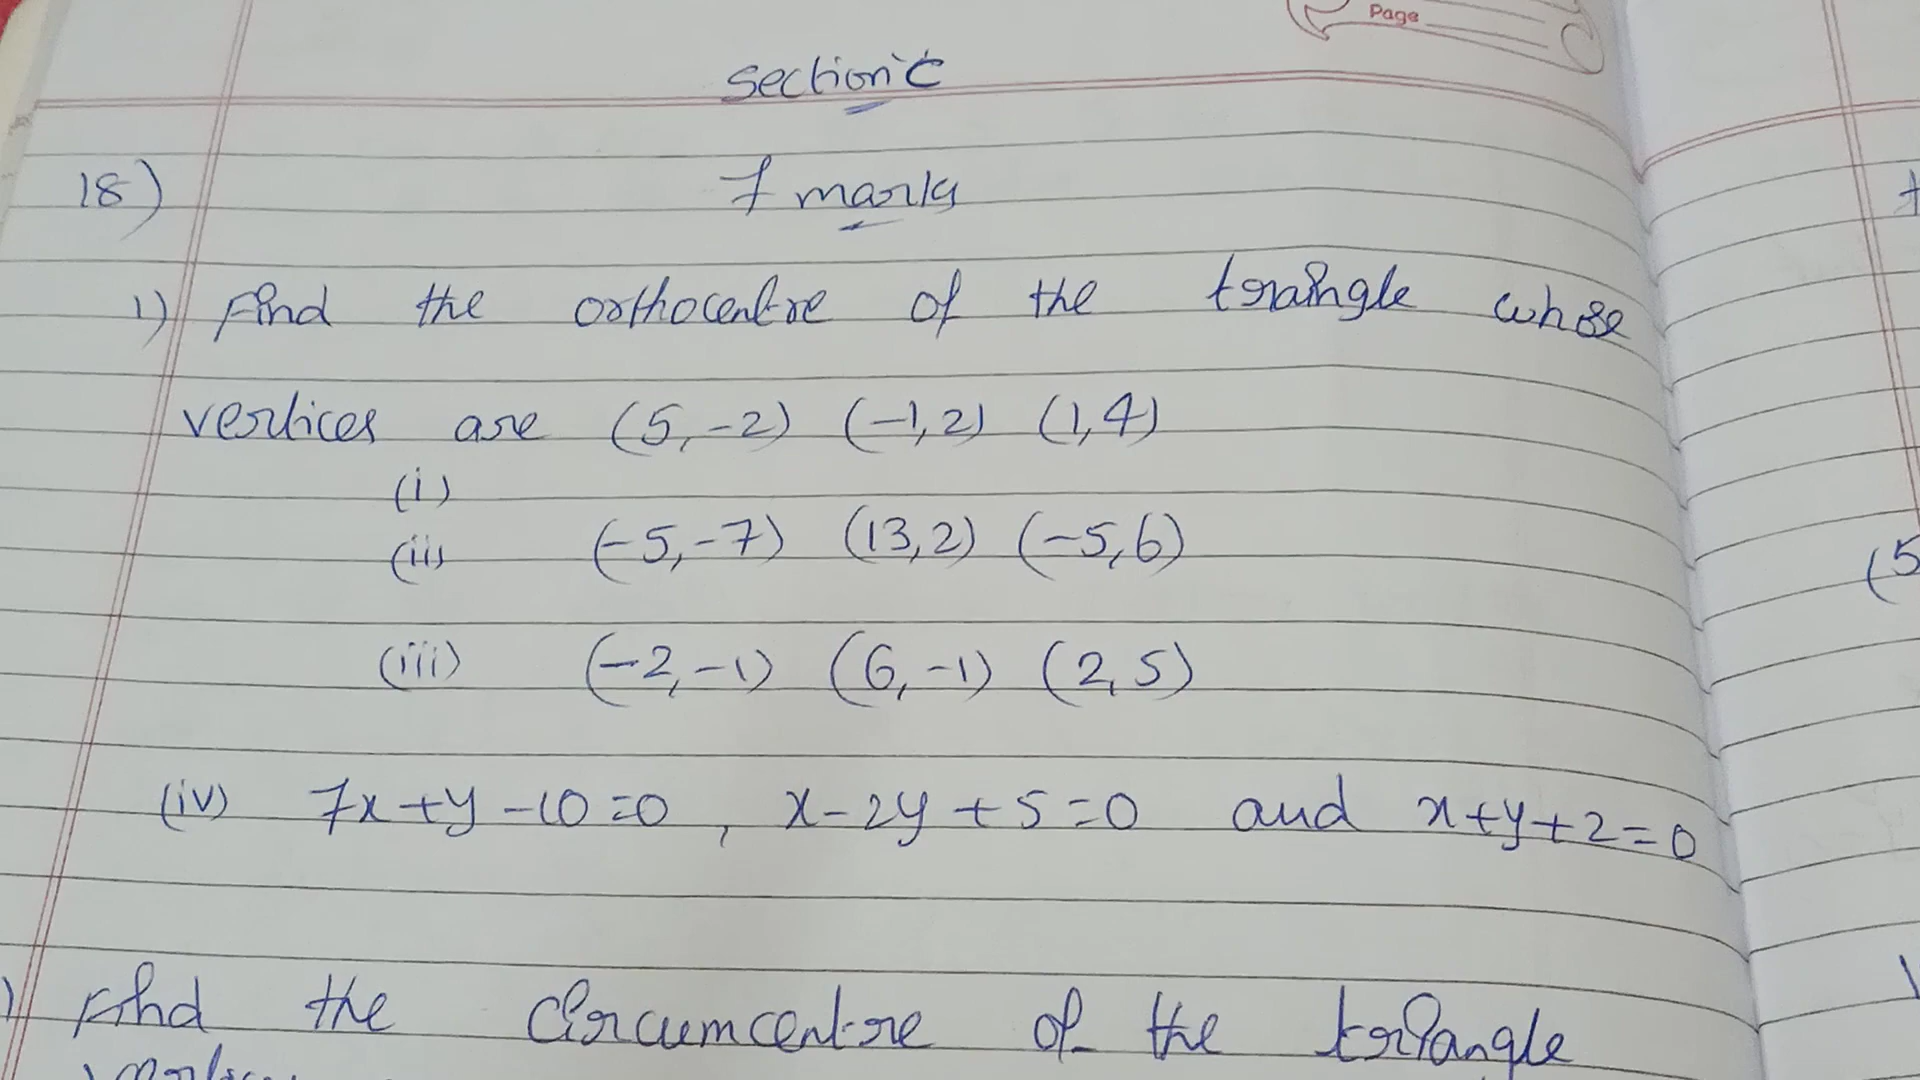 Page
Section 'C
18) 7 marks
1) Find the orthocentre of the traingle whose
vertices are (5,-2) (-1,2) (1,4)
(i)
(ii) (-5,-7) (13,2) (-5,6)
(iii) (-2,-1) (6,-1) (2,5)
(iv) 7x+y-10=0, x-2y+5=0 and x+y+2=0
) Find the circumcentre of the triangle
(5